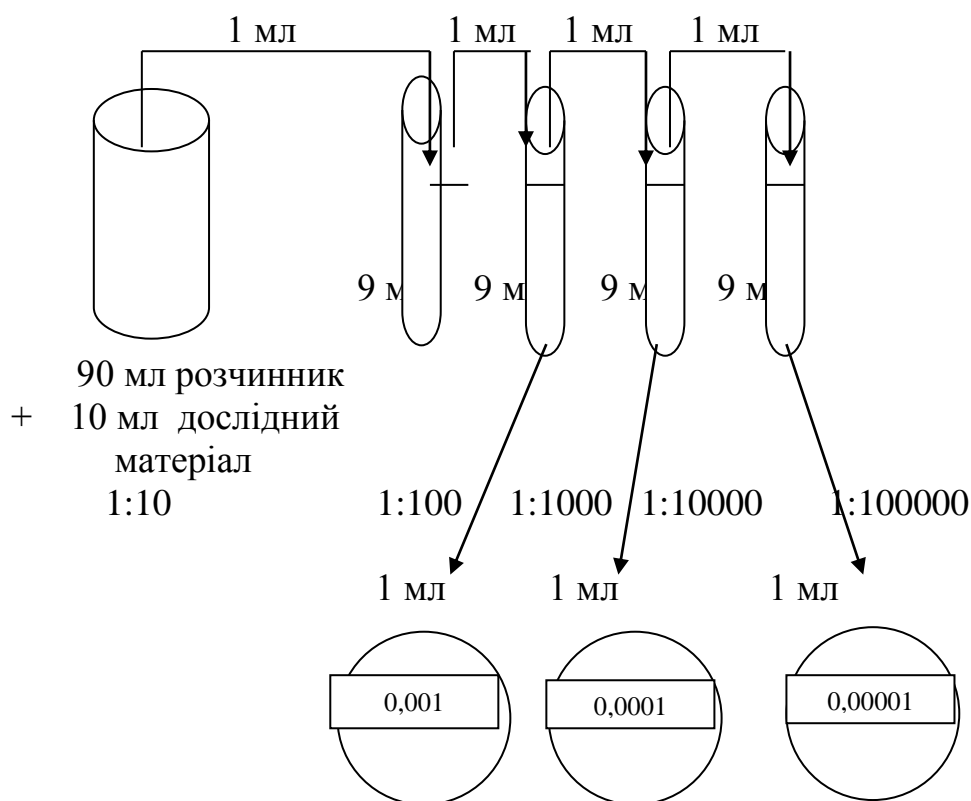 1 мл 1 мл 1 мл 1 мл
9 м 9 м 9 м 9 м
90 мл розчинник
+ 10 мл дослідний
матеріал
1:10 1:100 1:1000 1:10000 1:100000
1 мл 1 мл 1 мл
0,001 0,0001 0,00001